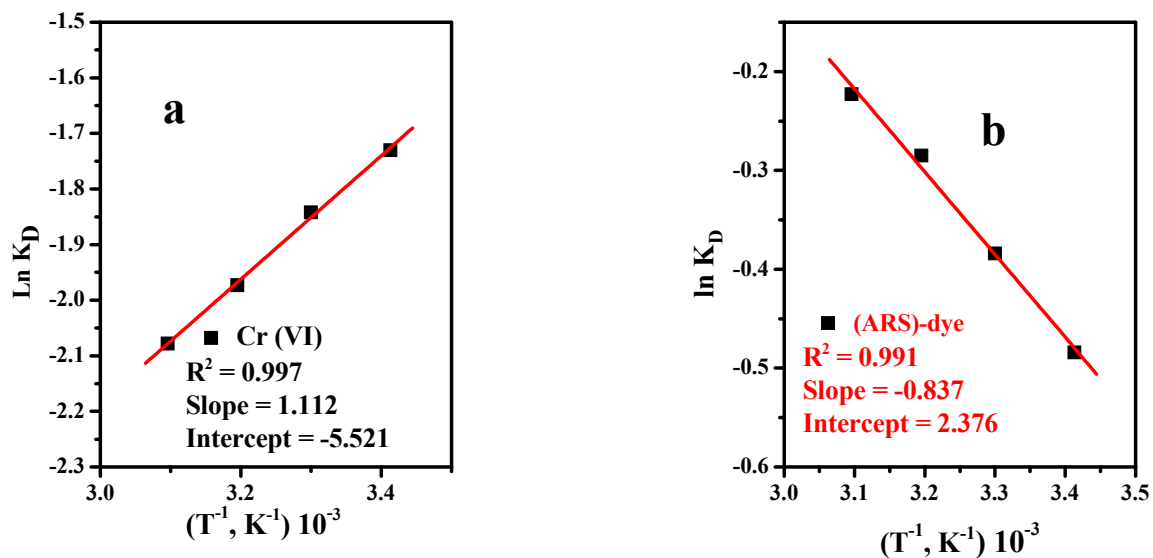 -1.5
-1.6
-1.7
-1.8
-1.9
-2.0
-2.1
-2.2
-2.3
Ln K_D
a
Cr (VI)
R² = 0.997
Slope = 1.112
Intercept = -5.521
3.0 3.2 3.4
(T⁻¹, K⁻¹) 10⁻³
-0.2
-0.3
-0.4
-0.5
-0.6
ln K_D
b
(ARS)-dye
R² = 0.991
Slope = -0.837
Intercept = 2.376
3.0 3.1 3.2 3.3 3.4 3.5
(T⁻¹, K⁻¹) 10⁻³